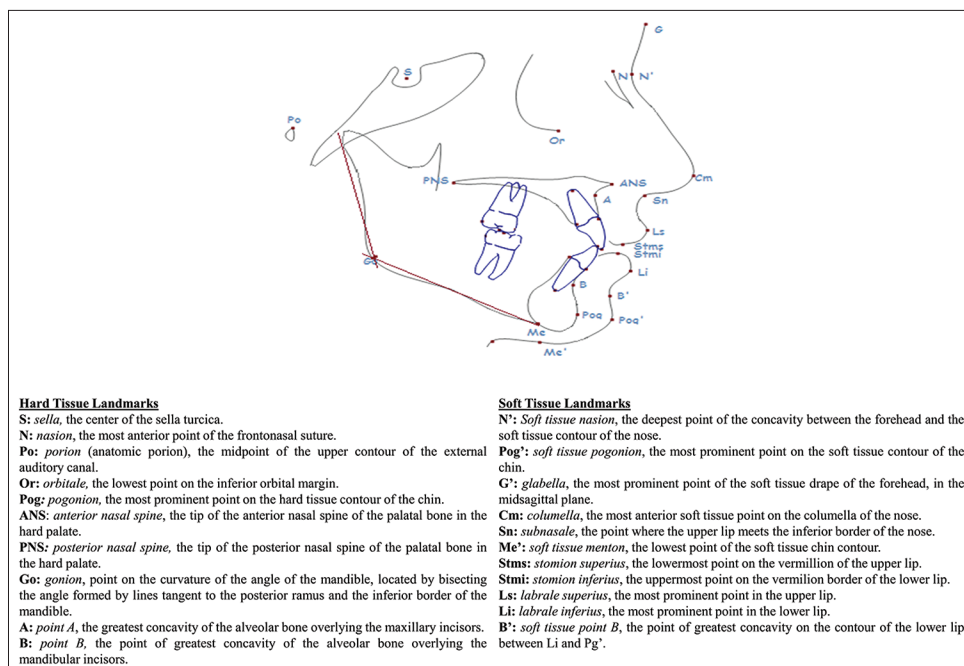 G
S
N N'
Po
Or
PNS
ANS
Cm
A
Sn
Ls
Stms
Stmi
Go
Li
B
B'
Pog
Pog'
Me
Me'
Hard Tissue Landmarks
S: sella, the center of the sella turcica.
N: nasion, the most anterior point of the frontonasal suture.
Po: porion (anatomic porion), the midpoint of the upper contour of the external
auditory canal.
Or: orbitale, the lowest point on the inferior orbital margin.
Pog: pogonion, the most prominent point on the hard tissue contour of the chin.
ANS: anterior nasal spine, the tip of the anterior nasal spine of the palatal bone in the
hard palate.
PNS: posterior nasal spine, the tip of the posterior nasal spine of the palatal bone in
the hard palate.
Go: gonion, point on the curvature of the angle of the mandible, located by bisecting
the angle formed by lines tangent to the posterior ramus and the inferior border of the
mandible.
A: point A, the greatest concavity of the alveolar bone overlying the maxillary incisors.
B: point B, the point of greatest concavity of the alveolar bone overlying the
mandibular incisors.
Soft Tissue Landmarks
N’: Soft tissue nasion, the deepest point of the concavity between the forehead and the
soft tissue contour of the nose.
Pog’: soft tissue pogonion, the most prominent point on the soft tissue contour of the
chin.
G’: glabella, the most prominent point of the soft tissue drape of the forehead, in the
midsagittal plane.
Cm: columella, the most anterior soft tissue point on the columella of the nose.
Sn: subnasale, the point where the upper lip meets the inferior border of the nose.
Me’: soft tissue menton, the lowest point of the soft tissue chin contour.
Stms: stomion superius, the lowermost point on the vermillion of the upper lip.
Stmi: stomion inferius, the uppermost point on the vermilion border of the lower lip.
Ls: labrale superius, the most prominent point in the upper lip.
Li: labrale inferius, the most prominent point in the lower lip.
B’: soft tissue point B, the point of greatest concavity on the contour of the lower lip
between Li and Pg’.